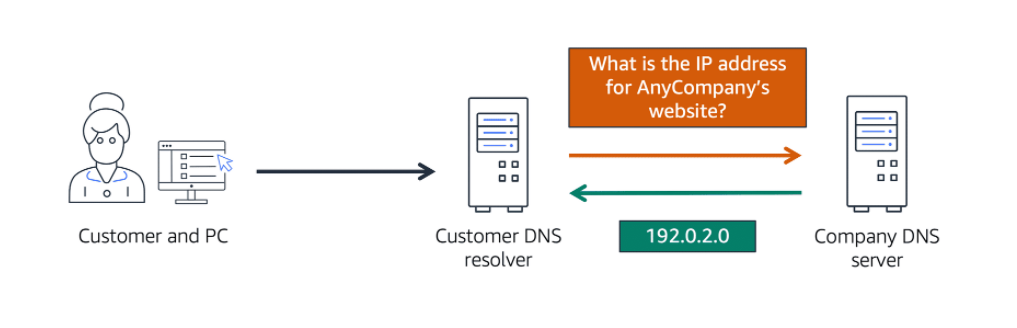 What is the IP address
for AnyCompany's
website?
192.0.2.0
Customer and PC
Customer DNS
resolver
Company DNS
server